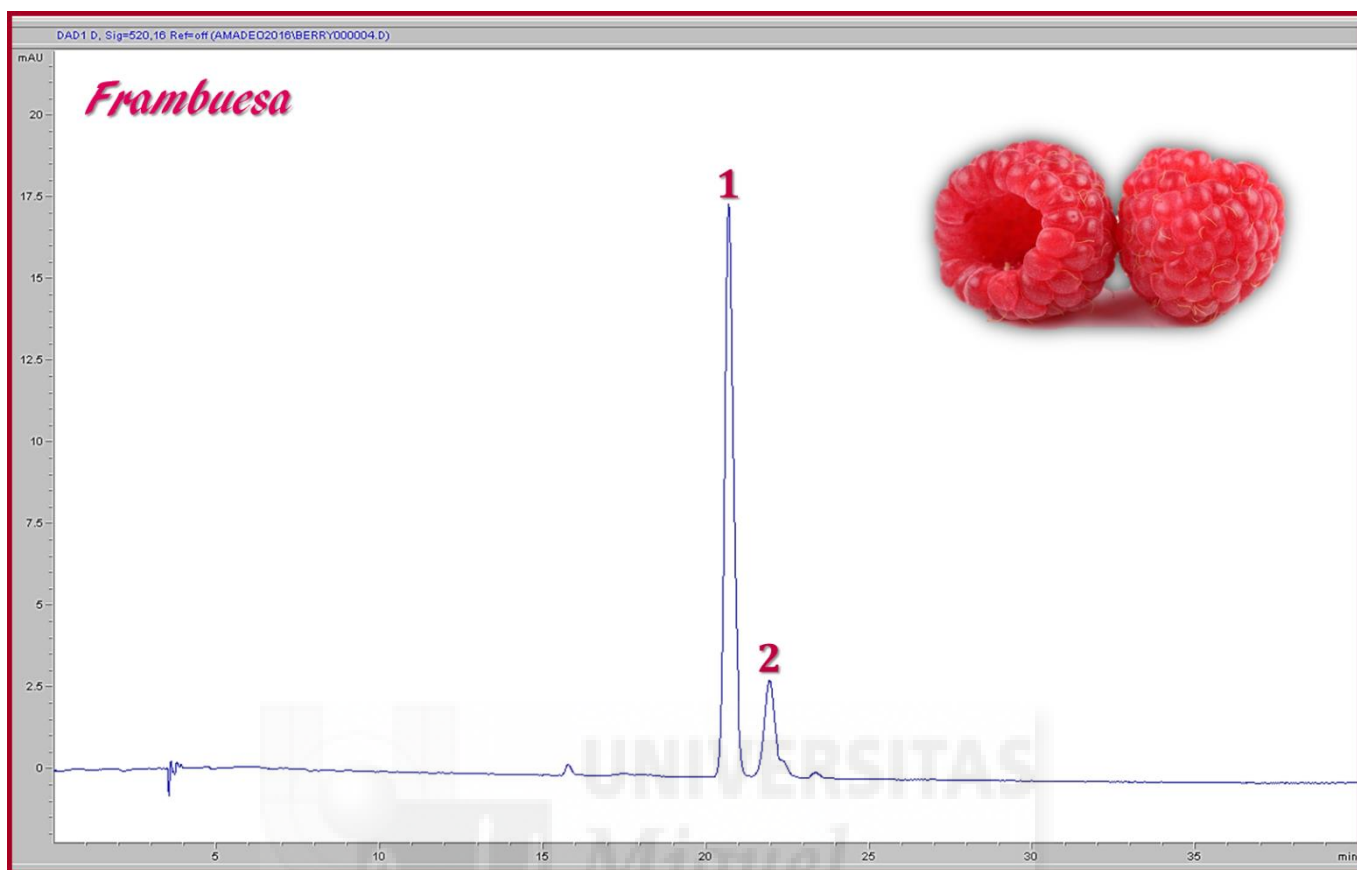 DAD1 D, Sig=520,16 Ref=off (AMADEO2016\BERRY000004.D)
mAU
Frambuesa
20
1
17.5
15
12.5
10
7.5
5
2
2.5
UNIVERSITAS
0
Miguel
5 10 15 20 25 30 35 min